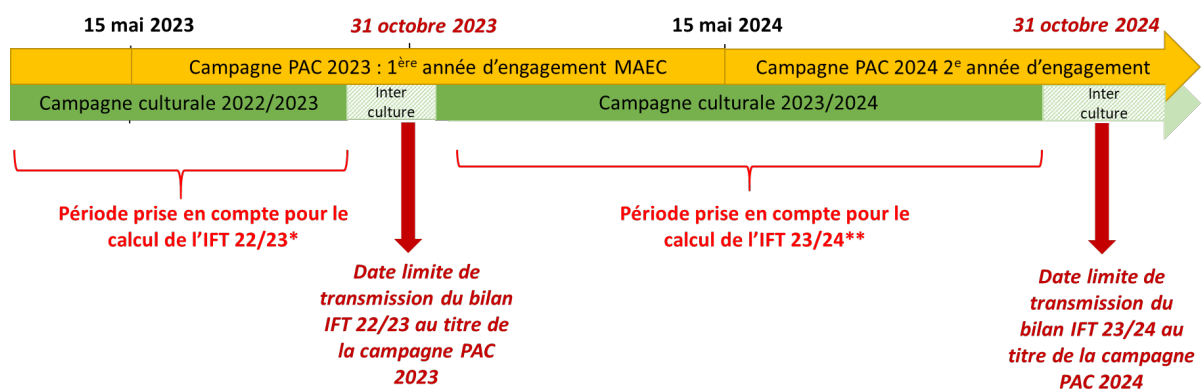 15 mai 2023
31 octobre 2023
15 mai 2024
31 octobre 2024
Campagne PAC 2023 : 1ère année d’engagement MAEC
Campagne PAC 2024 2e année d’engagement
Campagne culturale 2022/2023
Inter
culture
Campagne culturale 2023/2024
Inter
culture
Période prise en compte pour le
calcul de l’IFT 22/23*
Période prise en compte pour le
calcul de l’IFT 23/24**
Date limite de
transmission du bilan
IFT 22/23 au titre de
la campagne PAC
2023
Date limite de
transmission du
bilan IFT 23/24 au
titre de la campagne
PAC 2024